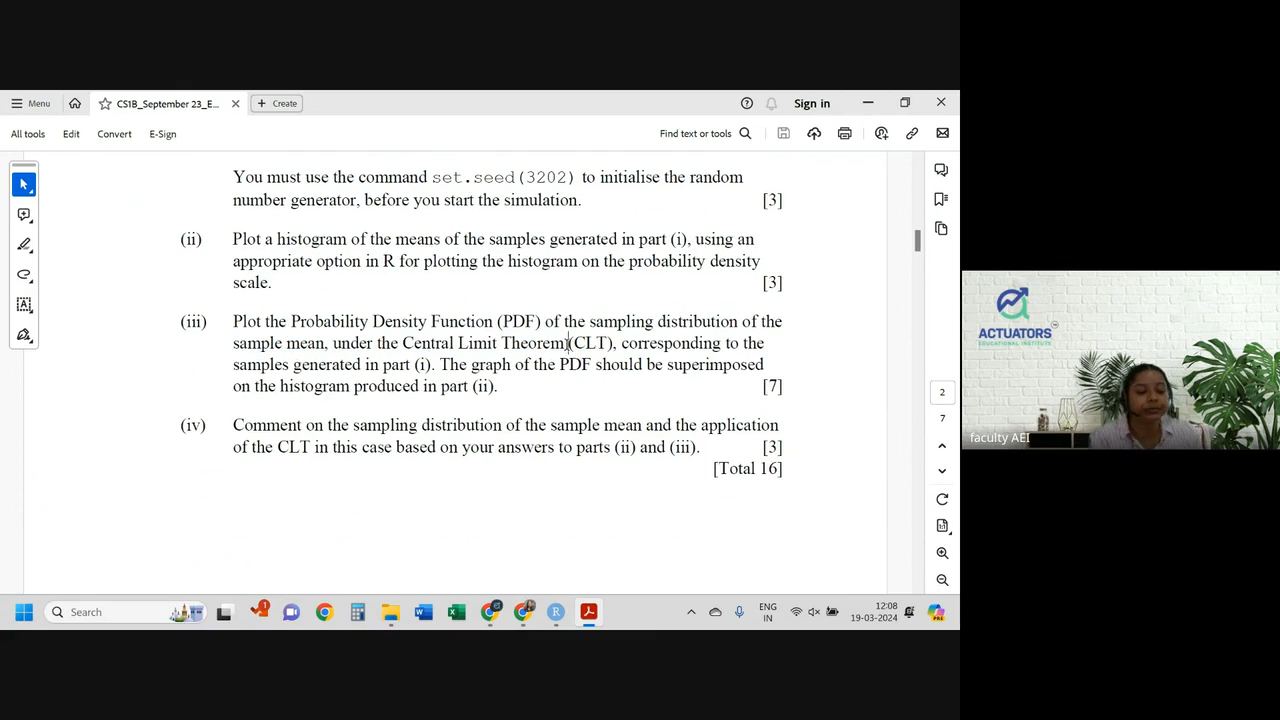 Menu
CS1B_September 23_E...
Create
Sign in
All tools
Edit
Convert
E-Sign
Find text or tools
You must use the command set.seed(3202) to initialise the random
number generator, before you start the simulation. [3]
(ii) Plot a histogram of the means of the samples generated in part (i), using an
appropriate option in R for plotting the histogram on the probability density
scale. [3]
(iii) Plot the Probability Density Function (PDF) of the sampling distribution of the
sample mean, under the Central Limit Theorem (CLT), corresponding to the
samples generated in part (i). The graph of the PDF should be superimposed
on the histogram produced in part (ii). [7]
(iv) Comment on the sampling distribution of the sample mean and the application
of the CLT in this case based on your answers to parts (ii) and (iii). [3]
[Total 16]
2
7
ACTUATORS
EDUCATIONAL INSTITUTE
faculty AEI
Search
1
ENG
IN
12:08
19-03-2024
PRE